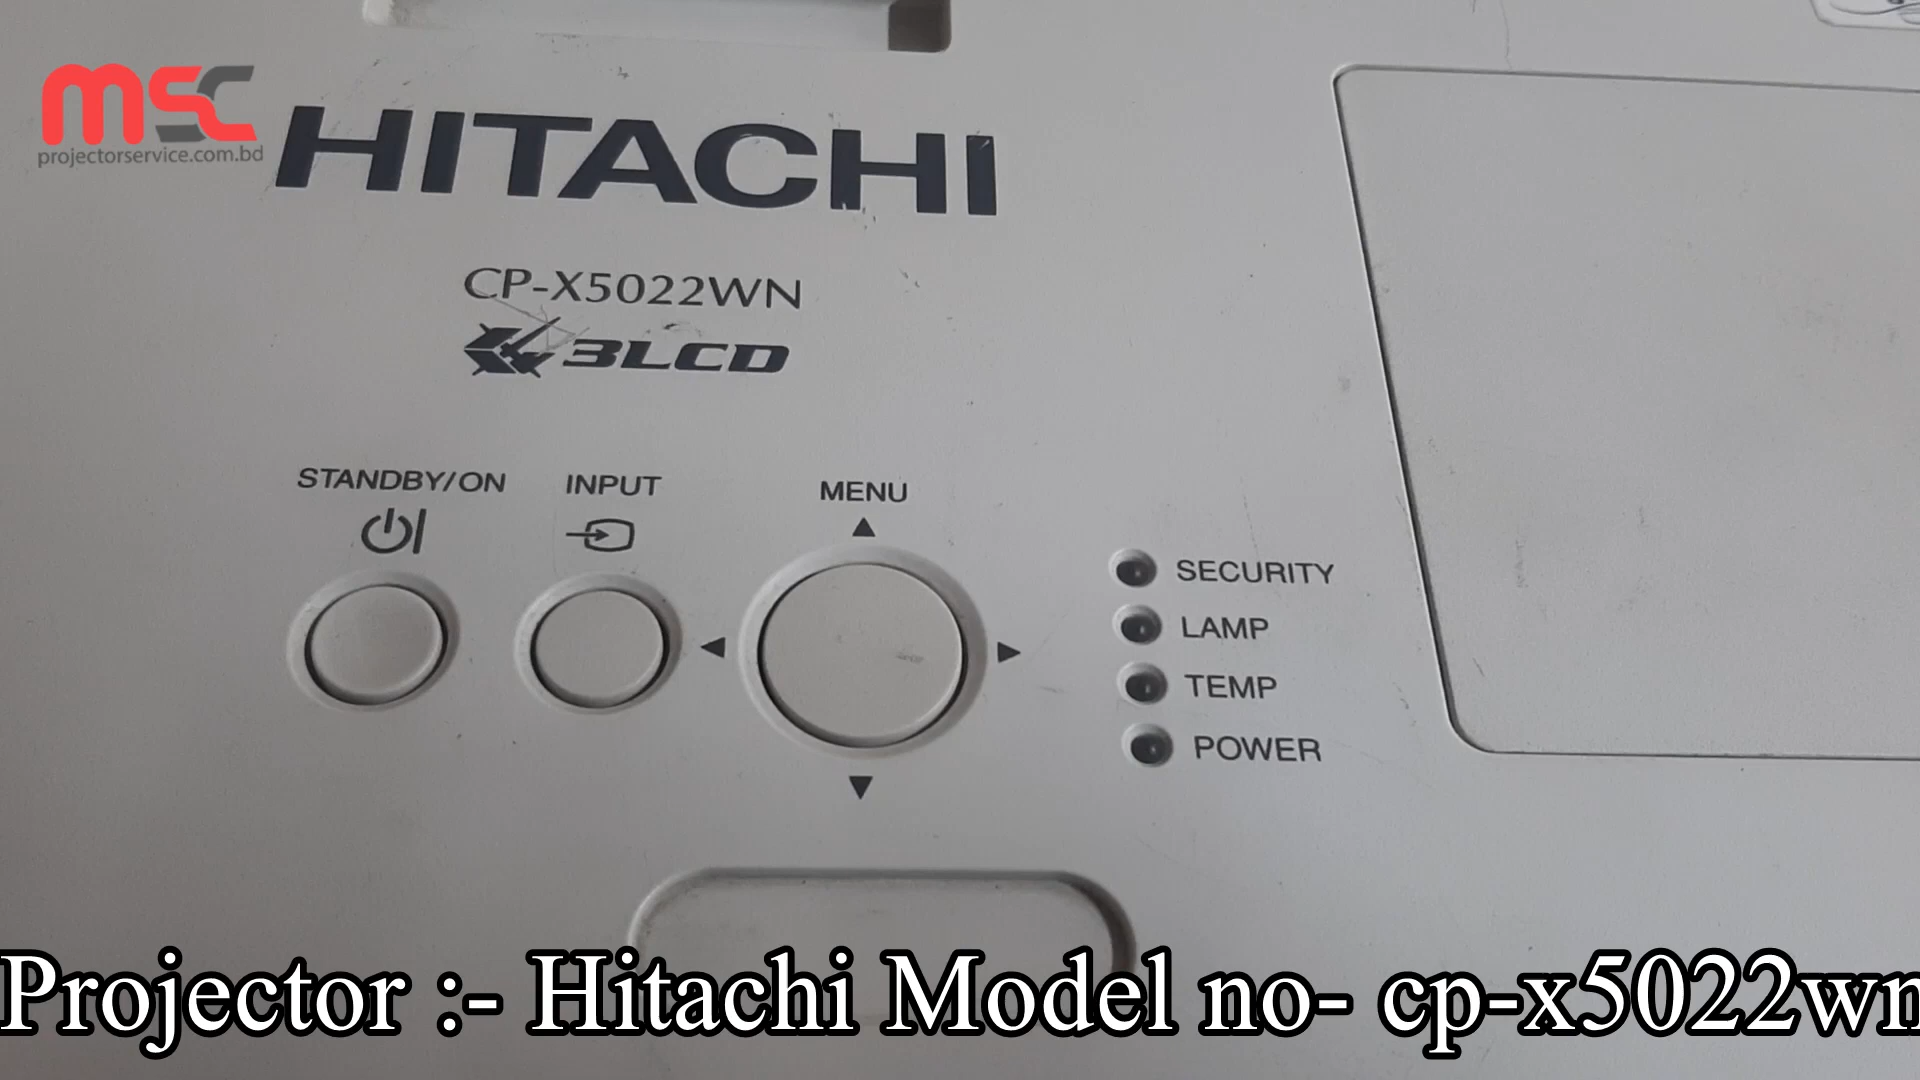 msc
projectorservice.com.bd
HITACHI
CP-X5022WN
3LCD
STANDBY/ON
INPUT
MENU
SECURITY
LAMP
TEMP
POWER
Projector :- Hitachi Model no- cp-x5022wn